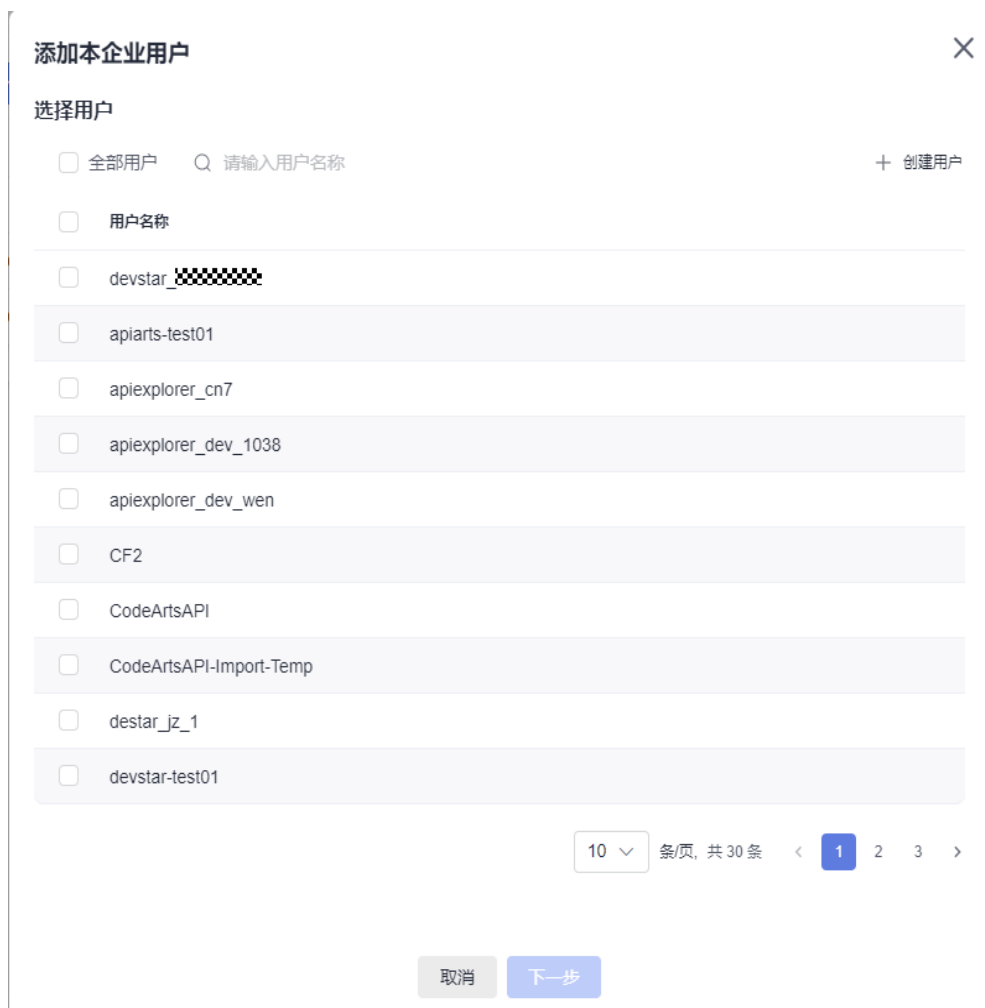 添加本企业用户
选择用户
全部用户 请输入用户名称 创建用户
用户名称
devstar_
apiarts-test01
apiexplorer_cn7
apiexplorer_dev_1038
apiexplorer_dev_wen
CF2
CodeArtsAPI
CodeArtsAPI-Import-Temp
destar_jz_1
devstar-test01
10 条/页, 共 30 条 1 2 3
取消 下一步